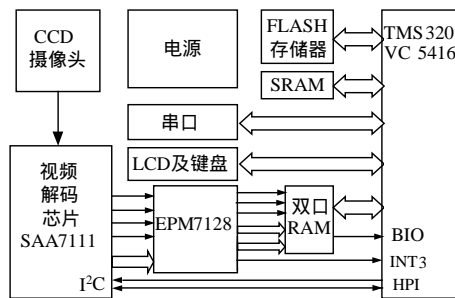 CCD
摄像头
电源
FLASH
存储器
TMS320
VC 5416
SRAM
串口
LCD及键盘
视频
解码
芯片
SAA7111
I²C
EPM7128
双口
RAM
BIO
INT3
HPI